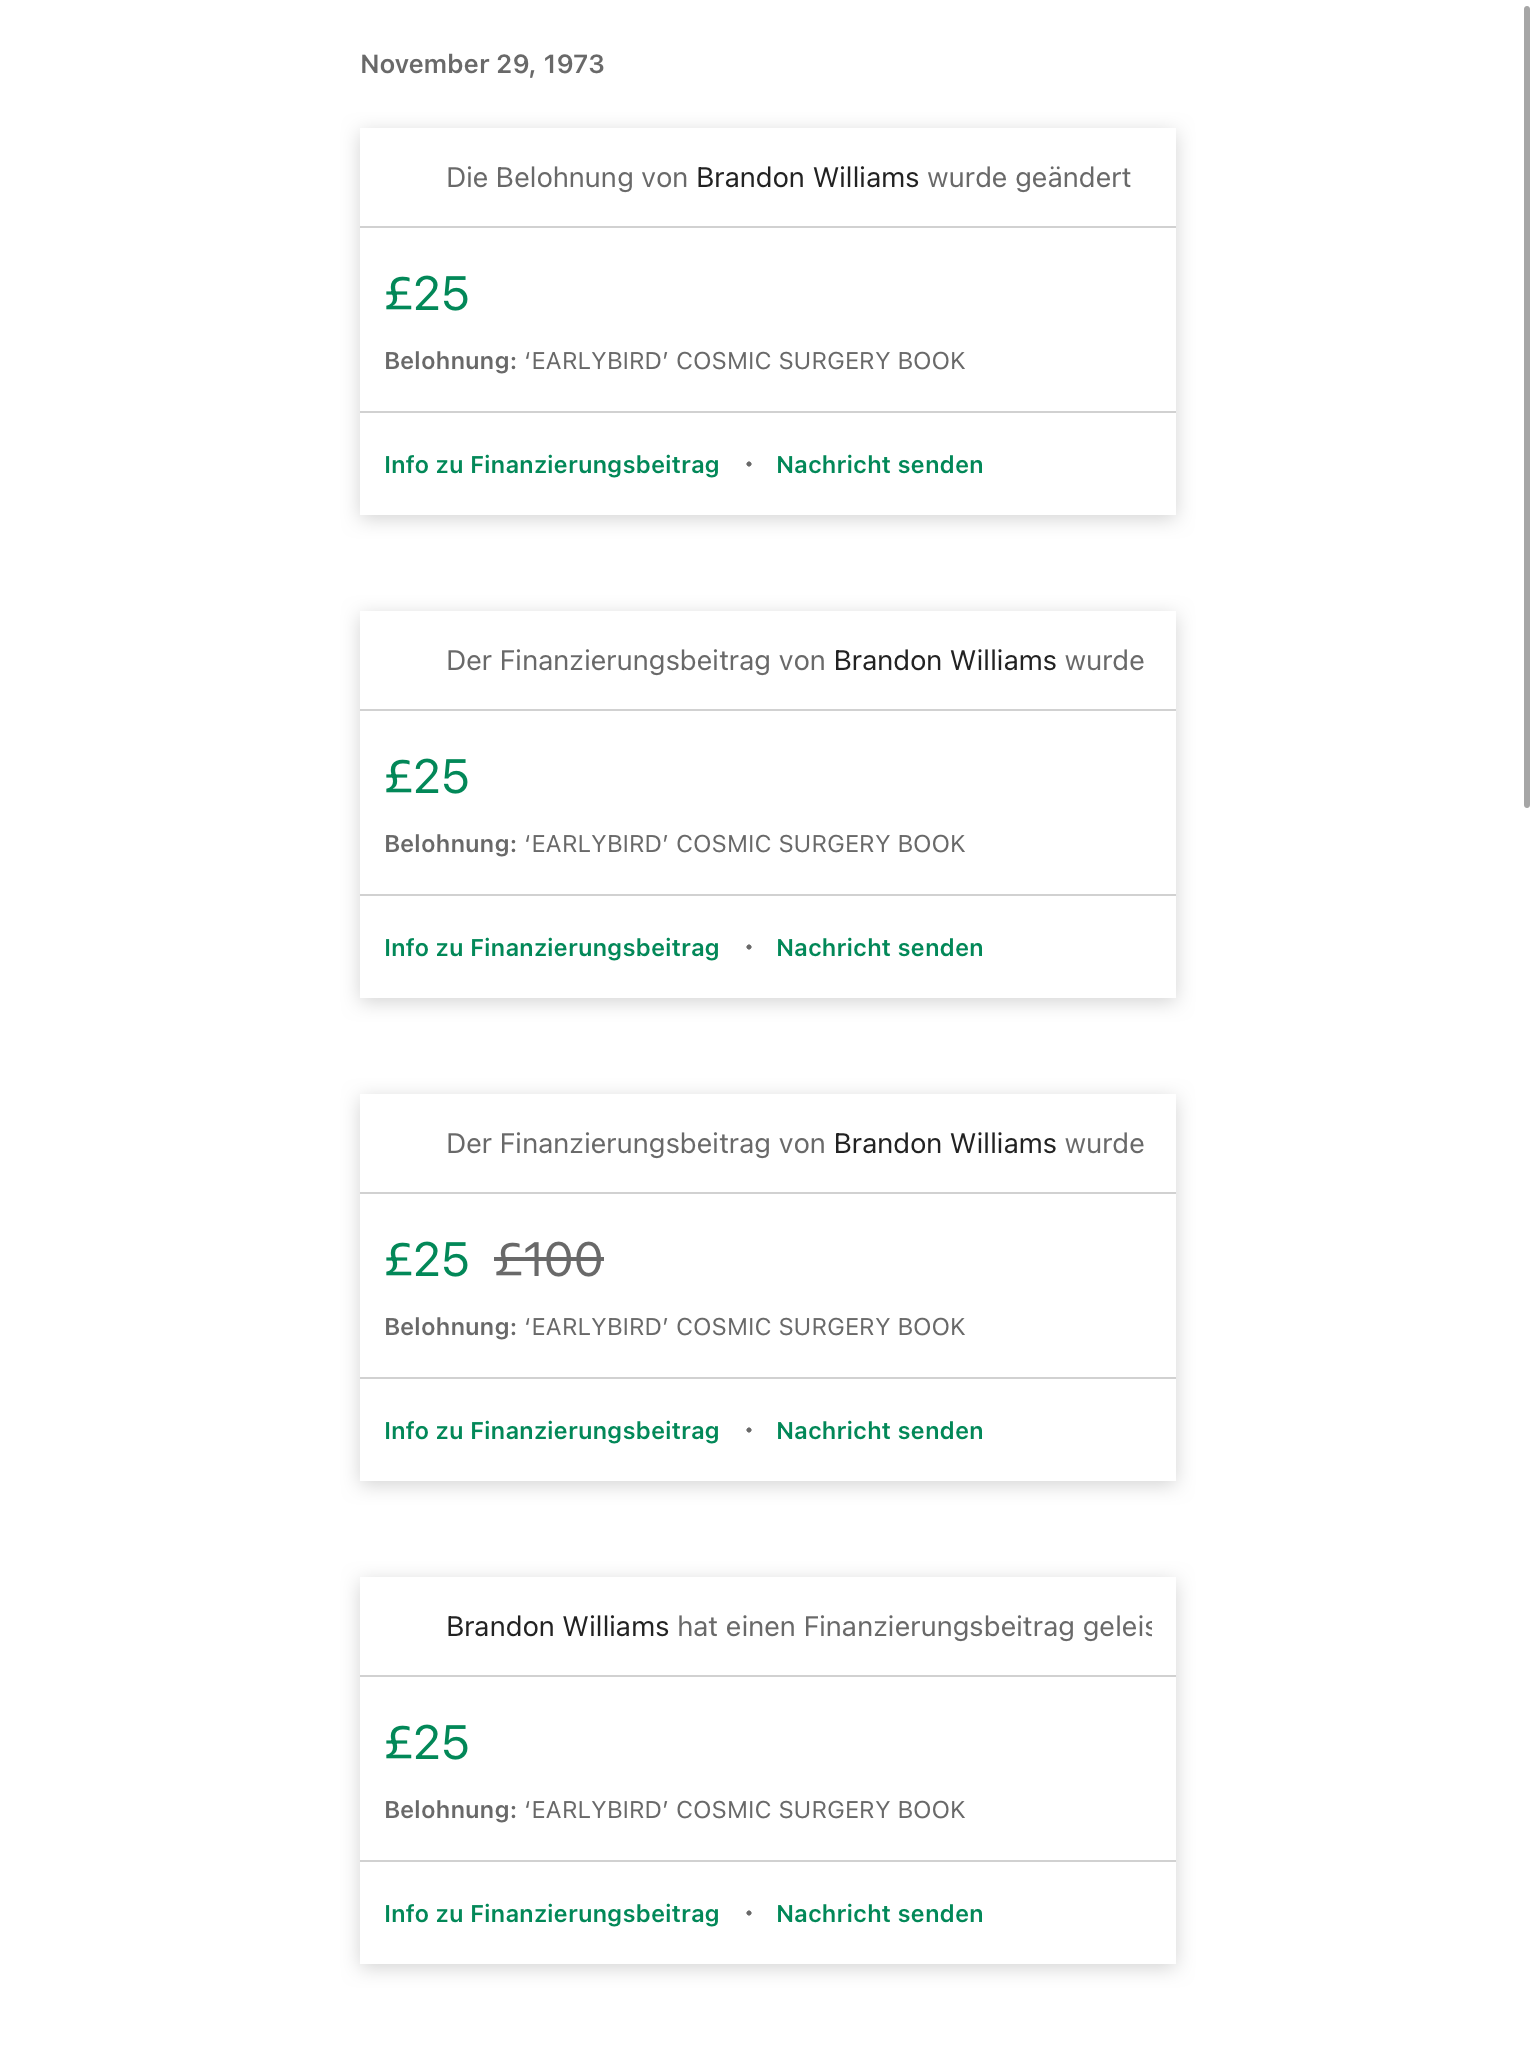 November 29, 1973
Die Belohnung von Brandon Williams wurde geändert
£25
Belohnung: ‘EARLYBIRD’ COSMIC SURGERY BOOK
Info zu Finanzierungsbeitrag • Nachricht senden
Der Finanzierungsbeitrag von Brandon Williams wurde
£25
Belohnung: ‘EARLYBIRD’ COSMIC SURGERY BOOK
Info zu Finanzierungsbeitrag • Nachricht senden
Der Finanzierungsbeitrag von Brandon Williams wurde
£25 £100
Belohnung: ‘EARLYBIRD’ COSMIC SURGERY BOOK
Info zu Finanzierungsbeitrag • Nachricht senden
Brandon Williams hat einen Finanzierungsbeitrag geleis
£25
Belohnung: ‘EARLYBIRD’ COSMIC SURGERY BOOK
Info zu Finanzierungsbeitrag • Nachricht senden